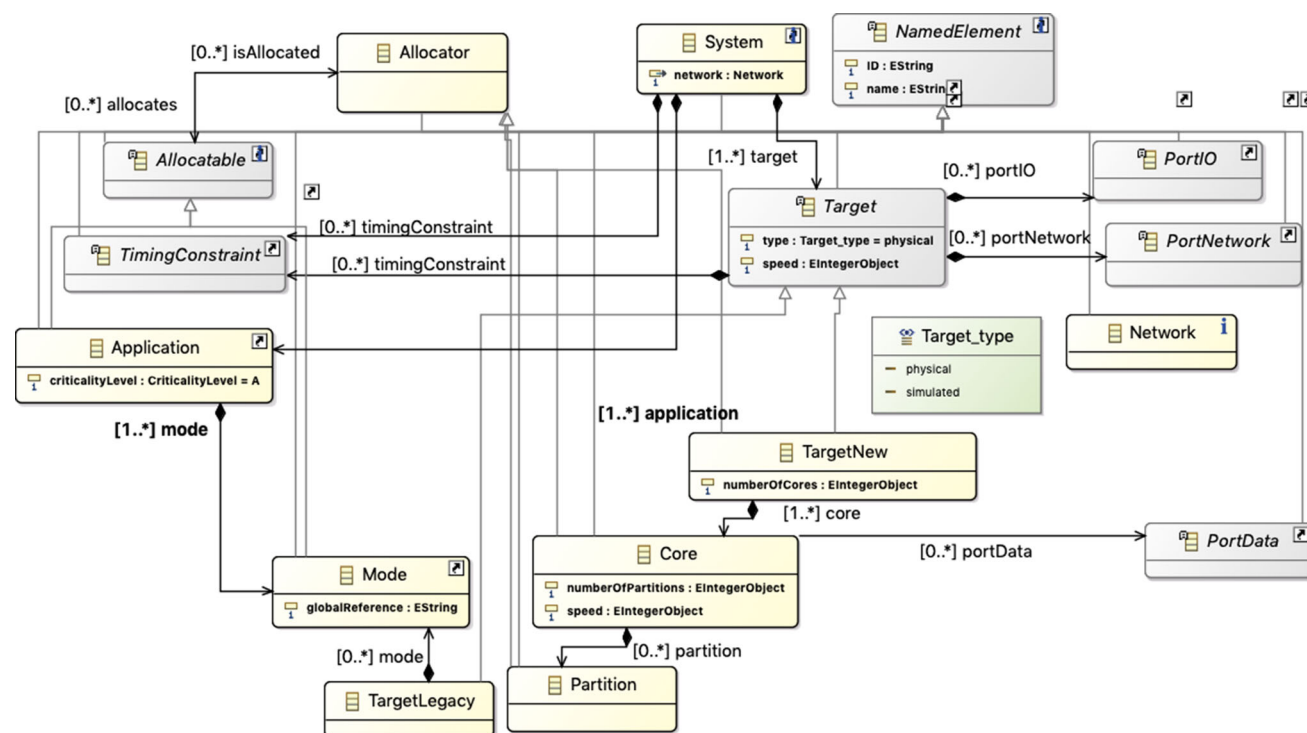 [0..*] isAllocated
Allocator
[0..*] allocates
System
network : Network
NamedElement
ID : EString
name : EStrin
Allocatable
[1..*] target
[0..*] portIO
PortIO
Target
type : Target_type = physical
speed : EIntegerObject
[0..*] timingConstraint
TimingConstraint
[0..*] timingConstraint
[0..*] portNetwork
PortNetwork
Application
criticalityLevel : CriticalityLevel = A
Target_type
physical
simulated
Network
[1..*] mode
[1..*] application
TargetNew
numberOfCores : EIntegerObject
[1..*] core
Core
numberOfPartitions : EIntegerObject
speed : EIntegerObject
[0..*] portData
PortData
Mode
globalReference : EString
[0..*] mode
[0..*] partition
TargetLegacy
Partition